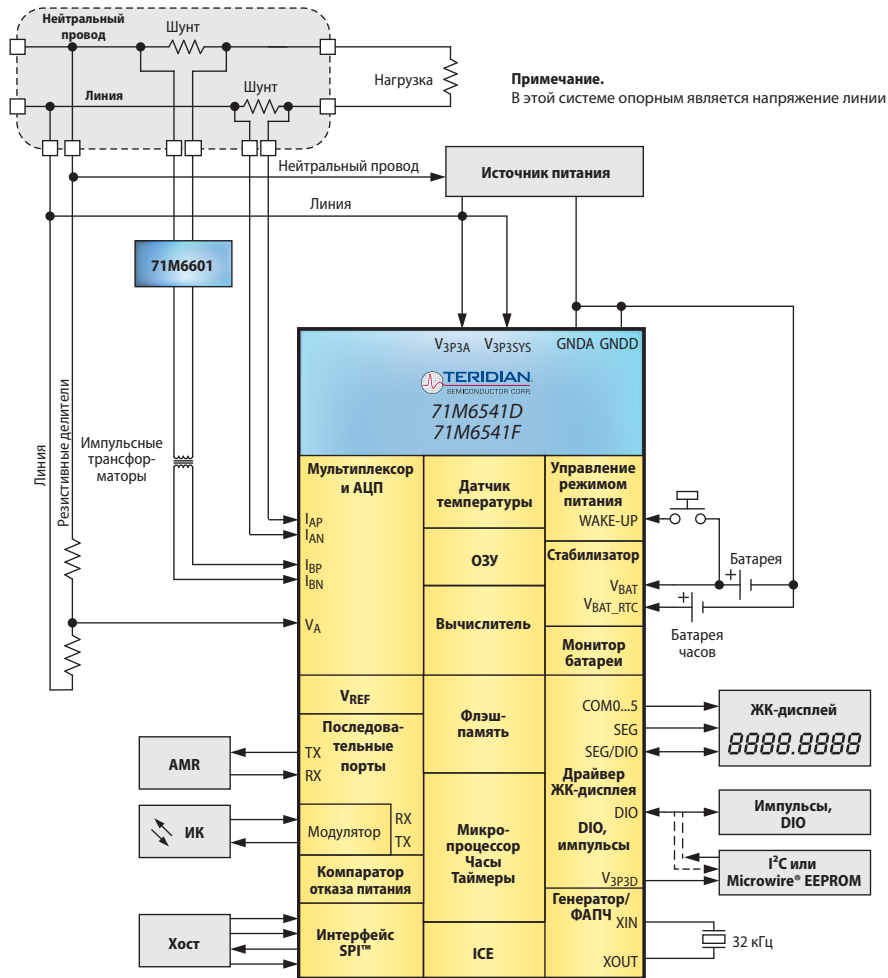 Нейтральный
провод
Шунт
Линия
Шунт
Нагрузка
Примечание.
В этой системе опорным является напряжение линии
Нейтральный провод
Источник питания
Линия
71M6601
V3P3A V3P3SYS GNDA GNDD
TERIDIAN
SEMICONDUCTOR CORP.
71M6541D
71M6541F
Линия
Резистивные делители
Импульсные
трансфор-
маторы
Мультиплексор
и АЦП
IAP
IAN
IBP
IBN
VA
Датчик
температуры
ОЗУ
Вычислитель
Управление
режимом
питания
WAKE-UP
Стабилизатор
VBAT
VBAT_RTC
Монитор
батареи
+
Батарея
+
Батарея
часов
VREF
Последова-
тельные
порты
TX
RX
AMR
ИК
Модулятор
RX
TX
Компаратор
отказа питания
Хост
Интерфейс
SPI™
Флэш-
память
Микро-
процессор
Часы
Таймеры
ICE
COM0...5
SEG
SEG/DIO
Драйвер
ЖК-дисплея
DIO
DIO,
импульсы
V3P3D
Генератор/
ФАПЧ
XIN
XOUT
ЖК-дисплей
8888.8888
Импульсы,
DIO
I²C или
Microwire® EEPROM
32 кГц